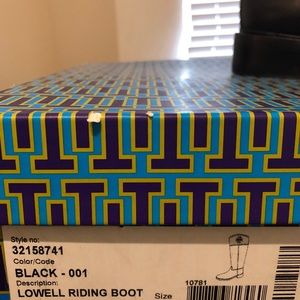 Style no:
32158741
Color/Code
BLACK - 001
Description:
LOWELL RIDING BOOT
10781
Size